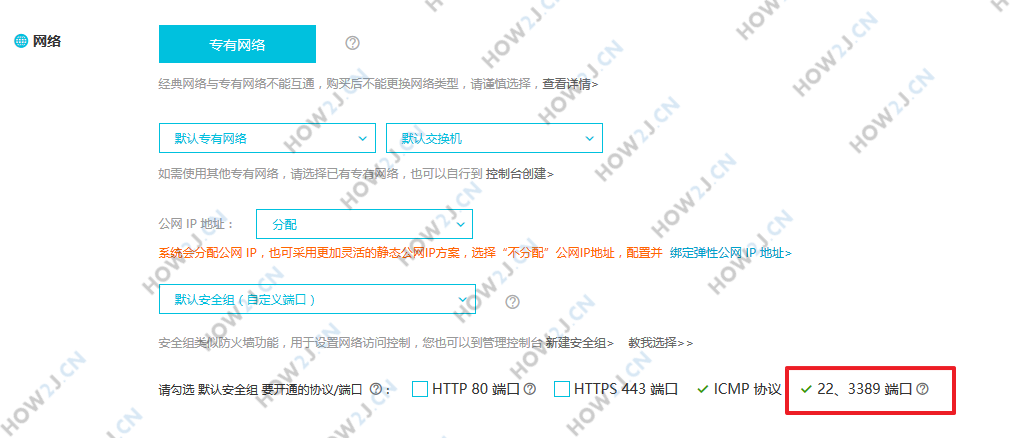 网络
专有网络
经典网络与专有网络不能互通，购买后不能更换网络类型，请谨慎选择，查看详情>
默认专有网络 默认交换机
如需使用其他专有网络，请选择已有专有网络，也可以自行到 控制台创建>
公网 IP 地址： 分配
系统会分配公网 IP，也可采用更加灵活的静态公网IP方案，选择“不分配”公网IP地址，配置并 绑定弹性公网 IP 地址>
默认安全组（自定义端口）
安全组类似防火墙功能，用于设置网络访问控制，您也可以到管理控制台 新建安全组> 教我选择>>
请勾选 默认安全组 要开通的协议/端口 ： HTTP 80 端口 HTTPS 443 端口 ICMP 协议 22、3389 端口
HOW2J.CN